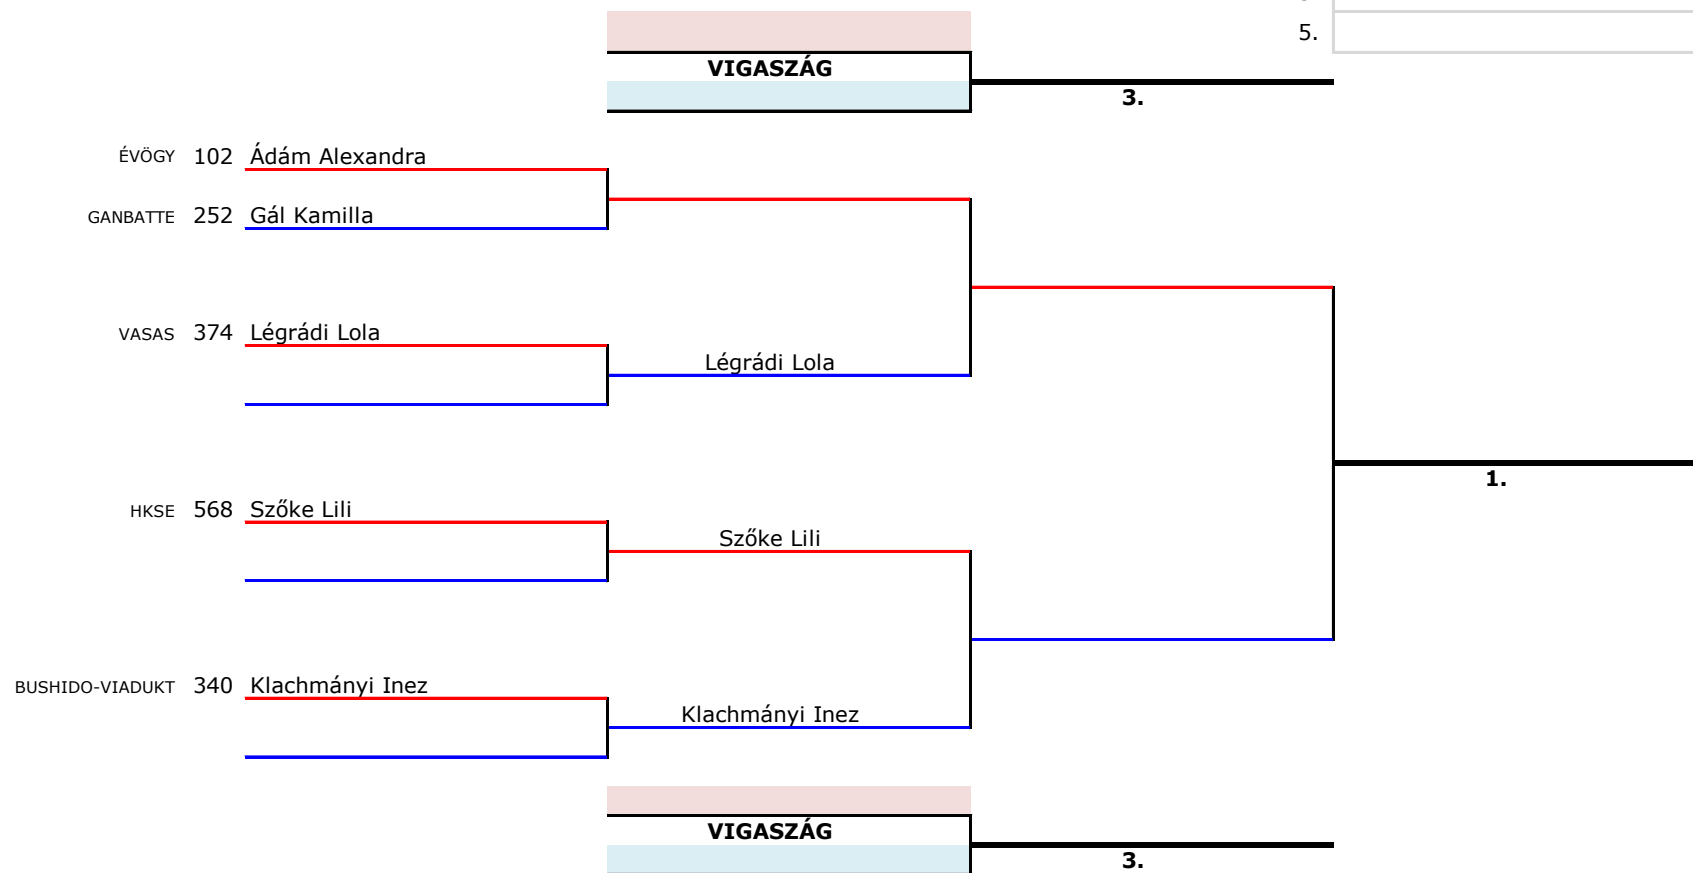 5.
VIGASZÁG
3.
ÉVÖGY 102 Ádám Alexandra
GANBATTE 252 Gál Kamilla
VASAS 374 Légrádi Lola
Légrádi Lola
1.
HKSE 568 Szőke Lili
Szőke Lili
BUSHIDO-VIADUKT 340 Klachmányi Inez
Klachmányi Inez
VIGASZÁG
3.